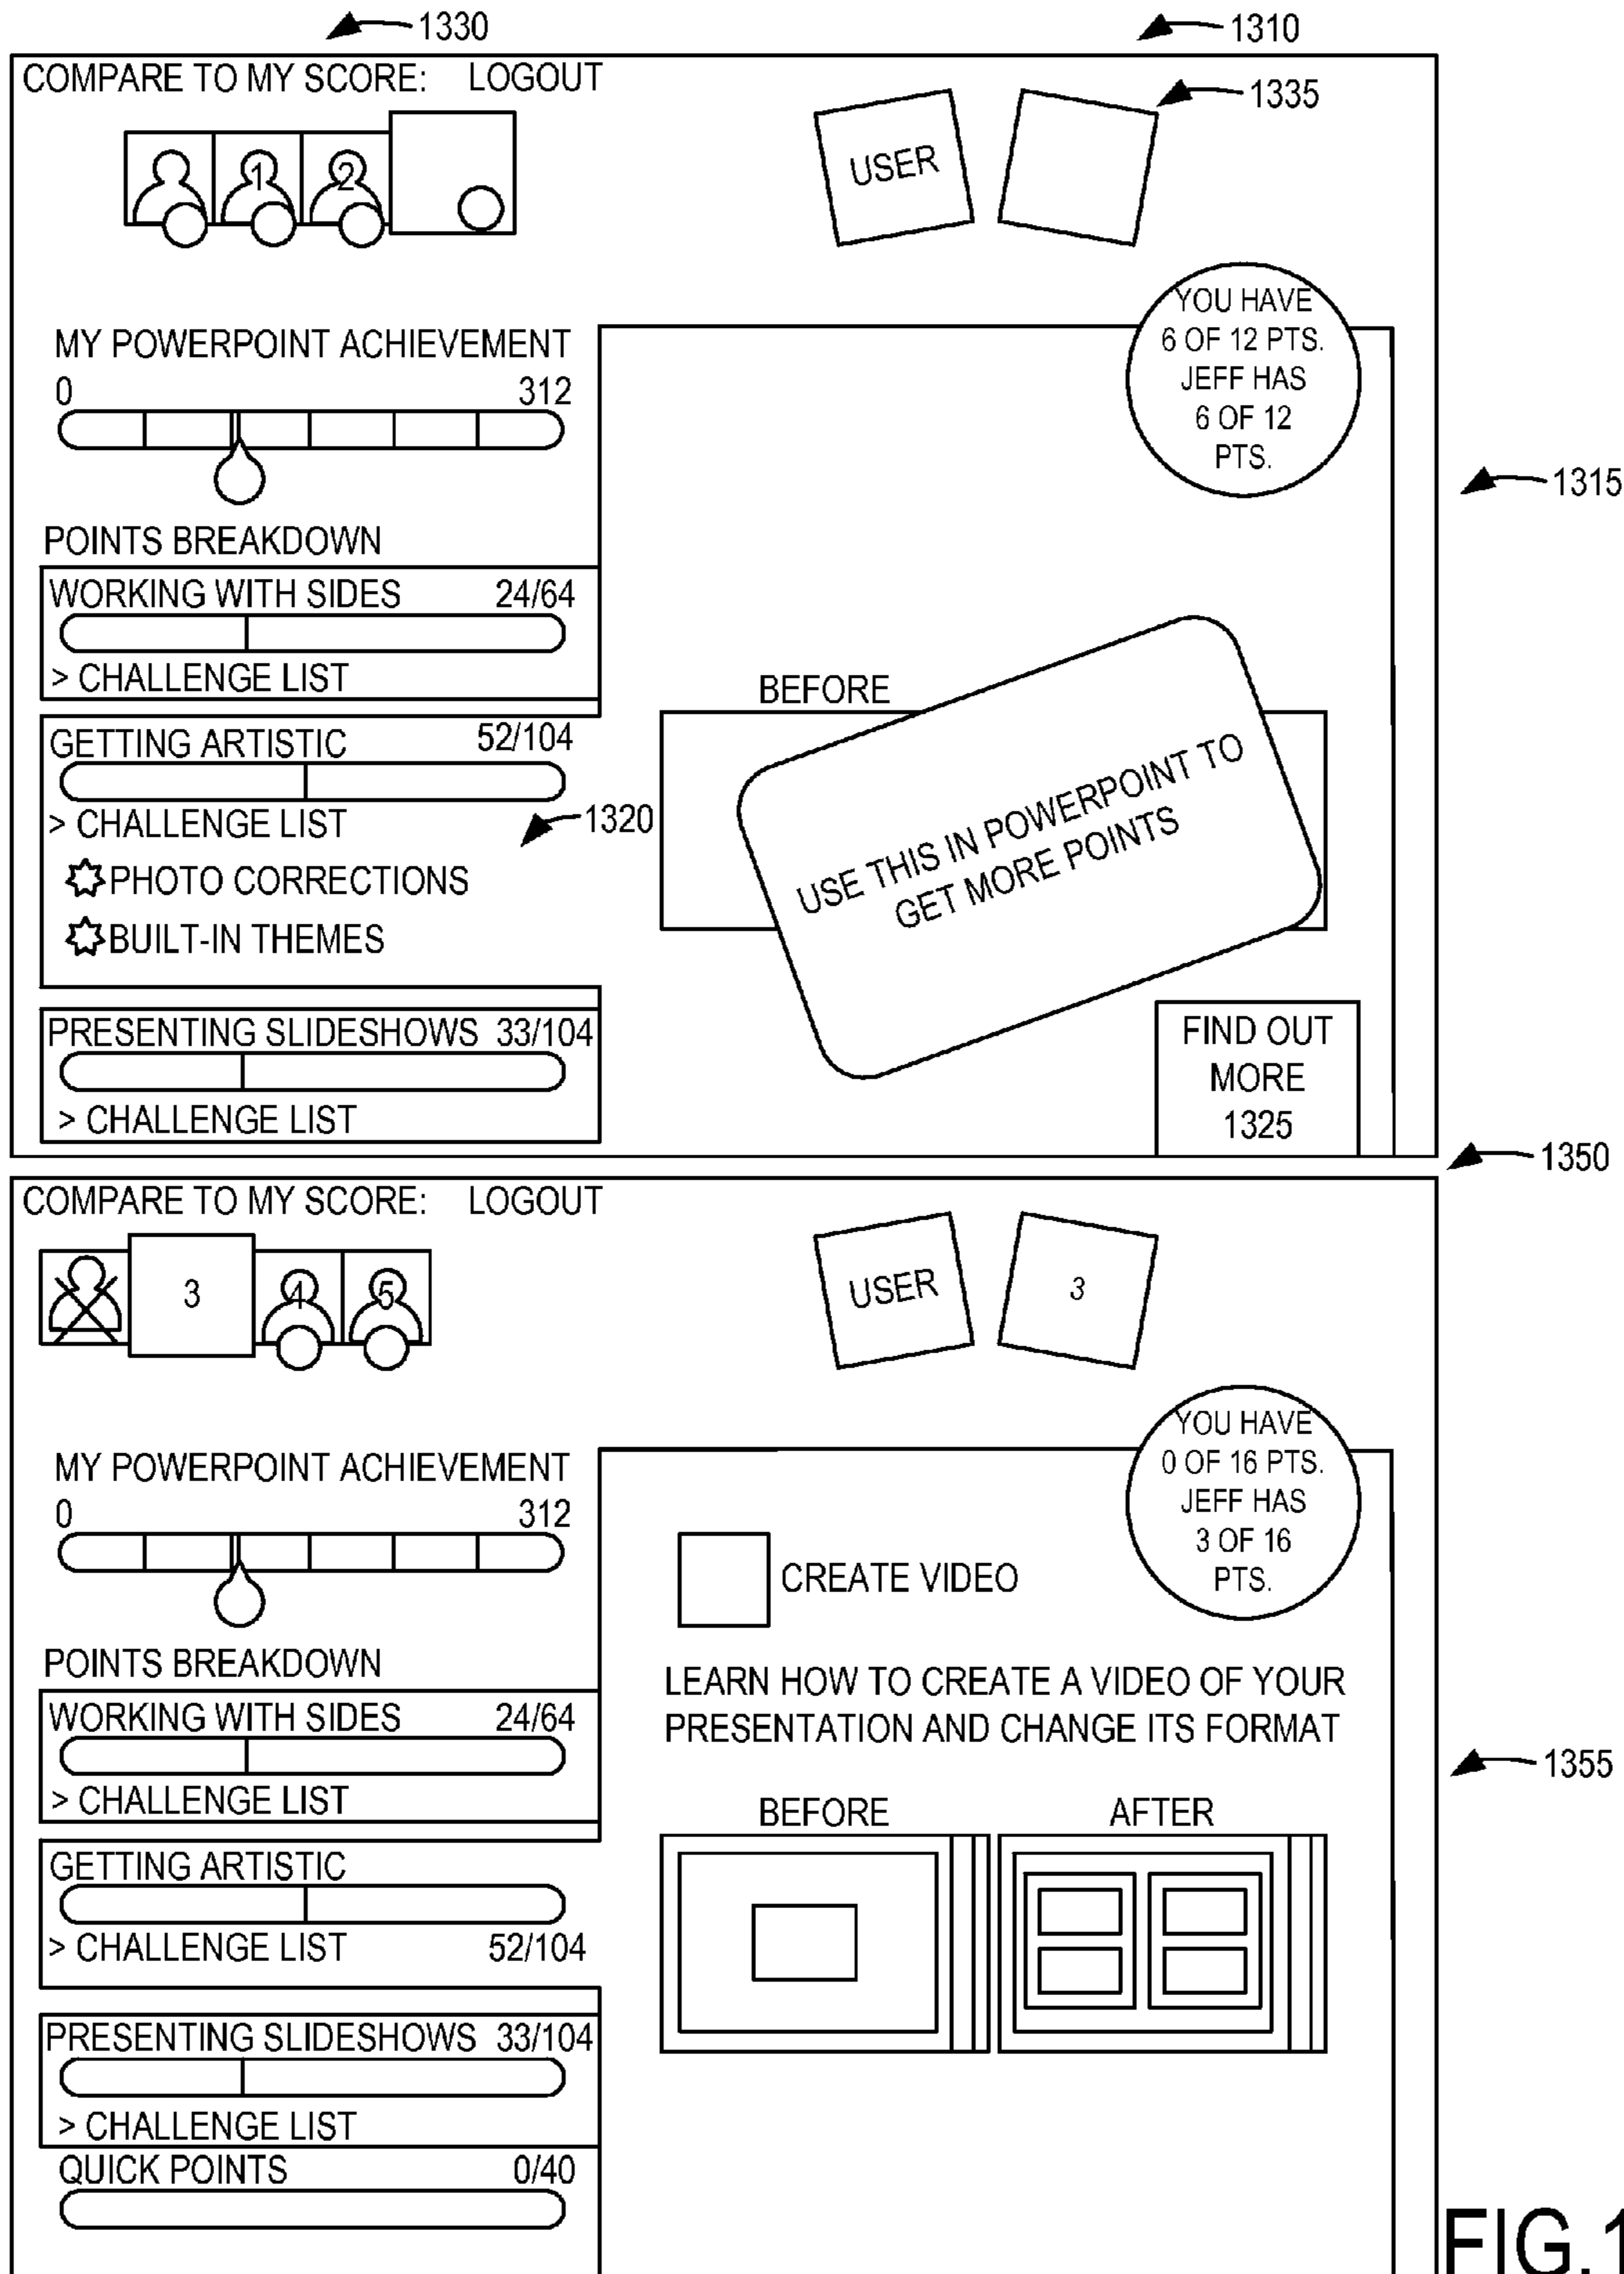 1330
1310
COMPARE TO MY SCORE: LOGOUT
1335
1
2
USER
YOU HAVE
6 OF 12 PTS.
JEFF HAS
6 OF 12
PTS.
MY POWERPOINT ACHIEVEMENT
0 312
1315
POINTS BREAKDOWN
WORKING WITH SIDES 24/64
> CHALLENGE LIST
BEFORE
GETTING ARTISTIC 52/104
> CHALLENGE LIST
1320
USE THIS IN POWERPOINT TO
GET MORE POINTS
PHOTO CORRECTIONS
BUILT-IN THEMES
PRESENTING SLIDESHOWS 33/104
> CHALLENGE LIST
FIND OUT
MORE
1325
1350
COMPARE TO MY SCORE: LOGOUT
3
4
5
USER
3
YOU HAVE
0 OF 16 PTS.
JEFF HAS
3 OF 16
PTS.
MY POWERPOINT ACHIEVEMENT
0 312
CREATE VIDEO
POINTS BREAKDOWN
LEARN HOW TO CREATE A VIDEO OF YOUR
PRESENTATION AND CHANGE ITS FORMAT
WORKING WITH SIDES 24/64
> CHALLENGE LIST
1355
BEFORE AFTER
GETTING ARTISTIC
> CHALLENGE LIST 52/104
PRESENTING SLIDESHOWS 33/104
> CHALLENGE LIST
QUICK POINTS 0/40
FIG.1